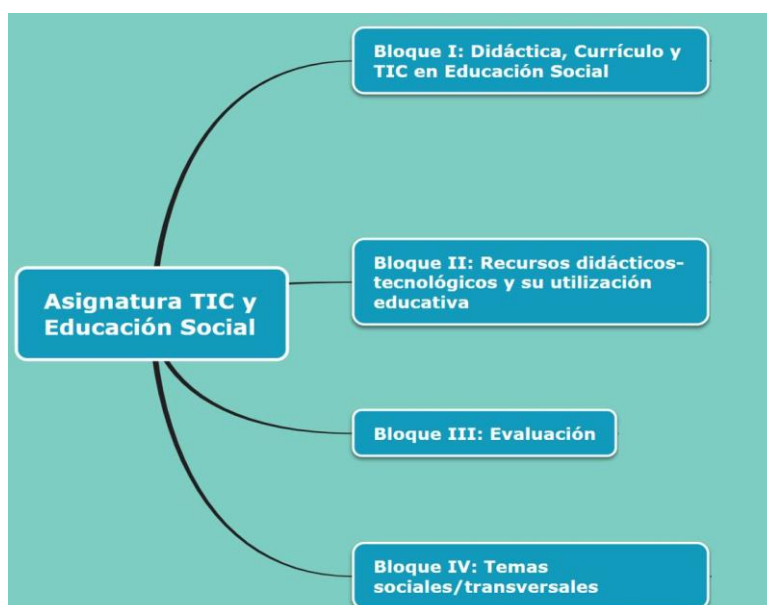 Bloque I: Didáctica, Currículo y
TIC en Educación Social
Asignatura TIC y
Educación Social
Bloque II: Recursos didácticos-
tecnológicos y su utilización
educativa
Bloque III: Evaluación
Bloque IV: Temas
sociales/transversales